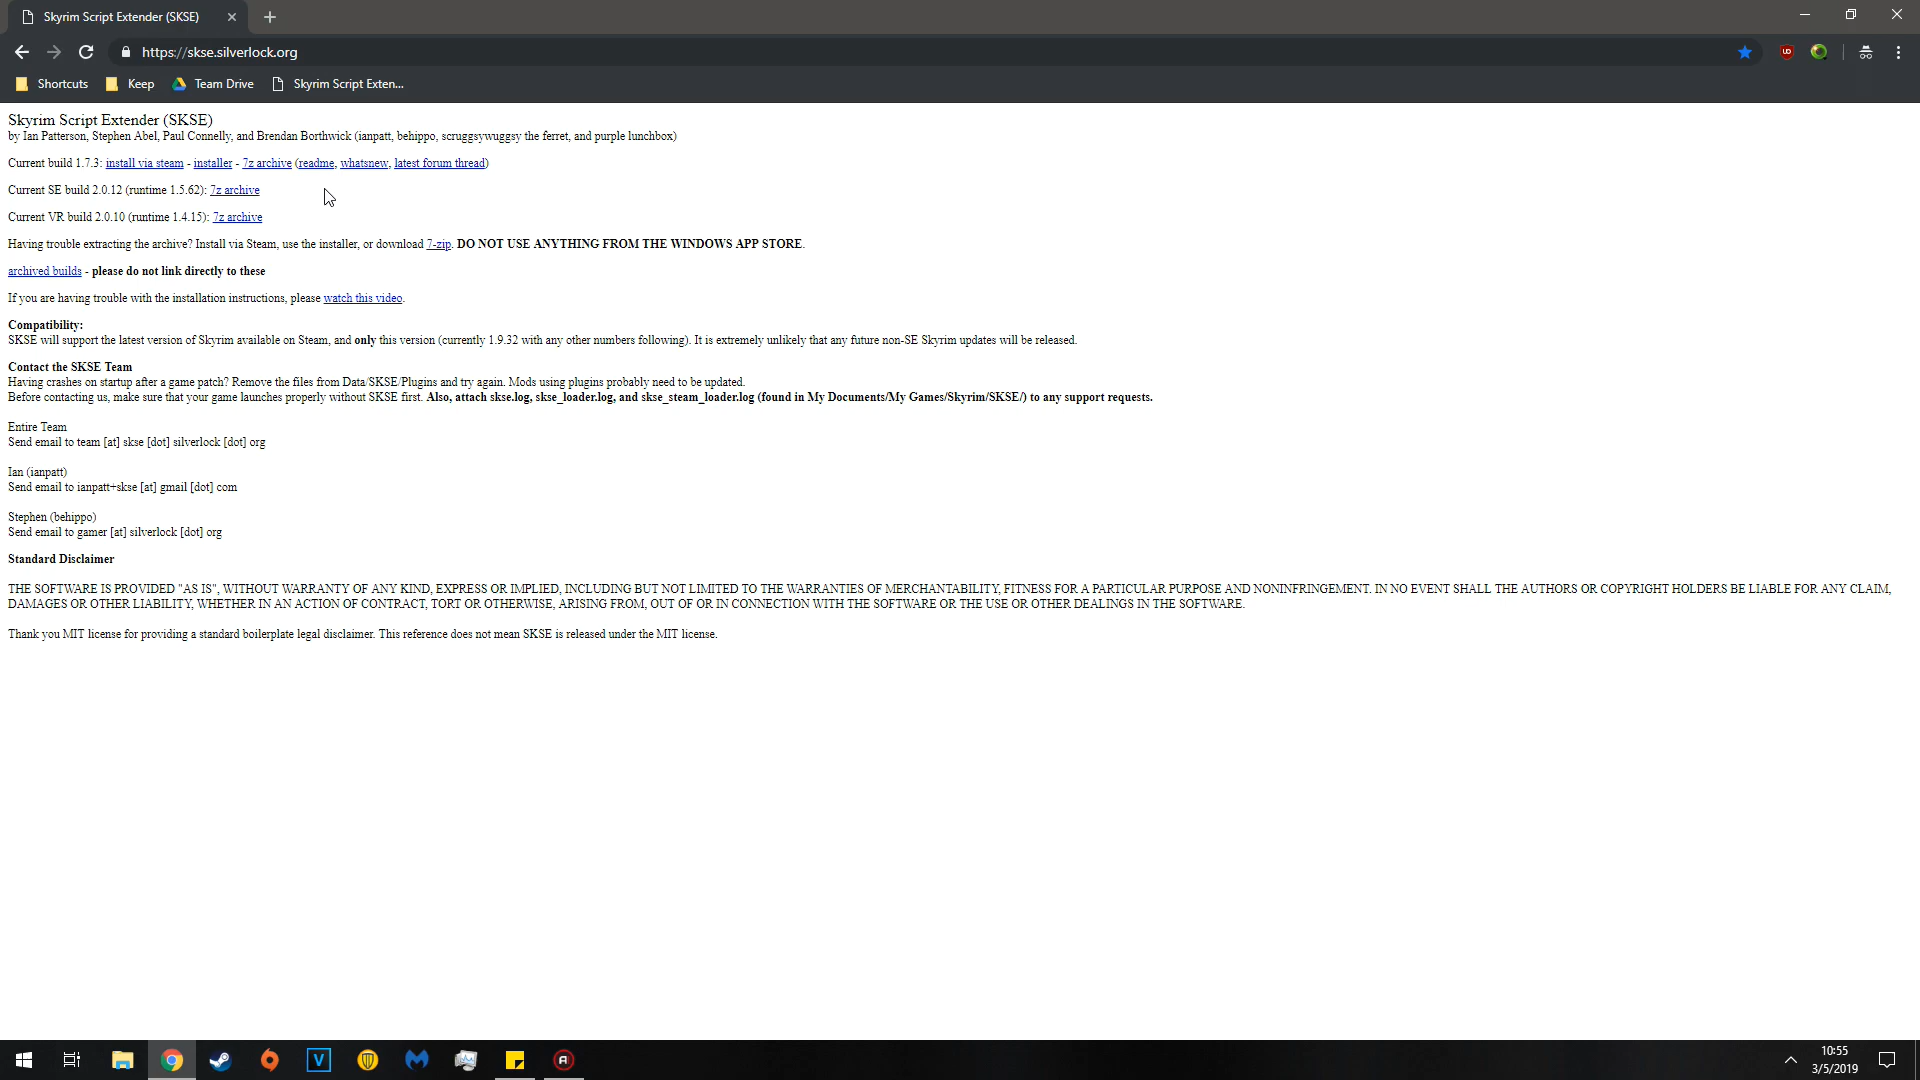 Skyrim Script Extender (SKSE)
https://skse.silverlock.org
Shortcuts
Keep
Team Drive
Skyrim Script Exten...
Skyrim Script Extender (SKSE)
by Ian Patterson, Stephen Abel, Paul Connelly, and Brendan Borthwick (ianpatt, behippo, scruggsywuggsy the ferret, and purple lunchbox)
Current build 1.7.3: install via steam - installer - 7z archive (readme, whatsnew, latest forum thread)
Current SE build 2.0.12 (runtime 1.5.62): 7z archive
Current VR build 2.0.10 (runtime 1.4.15): 7z archive
Having trouble extracting the archive? Install via Steam, use the installer, or download 7-zip. DO NOT USE ANYTHING FROM THE WINDOWS APP STORE.
archived builds - please do not link directly to these
If you are having trouble with the installation instructions, please watch this video.
Compatibility:
SKSE will support the latest version of Skyrim available on Steam, and only this version (currently 1.9.32 with any other numbers following). It is extremely unlikely that any future non-SE Skyrim updates will be released.
Contact the SKSE Team
Having crashes on startup after a game patch? Remove the files from Data/SKSE/Plugins and try again. Mods using plugins probably need to be updated.
Before contacting us, make sure that your game launches properly without SKSE first. Also, attach skse.log, skse_loader.log, and skse_steam_loader.log (found in My Documents/My Games/Skyrim/SKSE/) to any support requests.
Entire Team
Send email to team [at] skse [dot] silverlock [dot] org
Ian (ianpatt)
Send email to ianpatt+skse [at] gmail [dot] com
Stephen (behippo)
Send email to gamer [at] silverlock [dot] org
Standard Disclaimer
THE SOFTWARE IS PROVIDED "AS IS", WITHOUT WARRANTY OF ANY KIND, EXPRESS OR IMPLIED, INCLUDING BUT NOT LIMITED TO THE WARRANTIES OF MERCHANTABILITY, FITNESS FOR A PARTICULAR PURPOSE AND NONINFRINGEMENT. IN NO EVENT SHALL THE AUTHORS OR COPYRIGHT HOLDERS BE LIABLE FOR ANY CLAIM,
DAMAGES OR OTHER LIABILITY, WHETHER IN AN ACTION OF CONTRACT, TORT OR OTHERWISE, ARISING FROM, OUT OF OR IN CONNECTION WITH THE SOFTWARE OR THE USE OR OTHER DEALINGS IN THE SOFTWARE.
Thank you MIT license for providing a standard boilerplate legal disclaimer. This reference does not mean SKSE is released under the MIT license.
V
10:55
3/5/2019